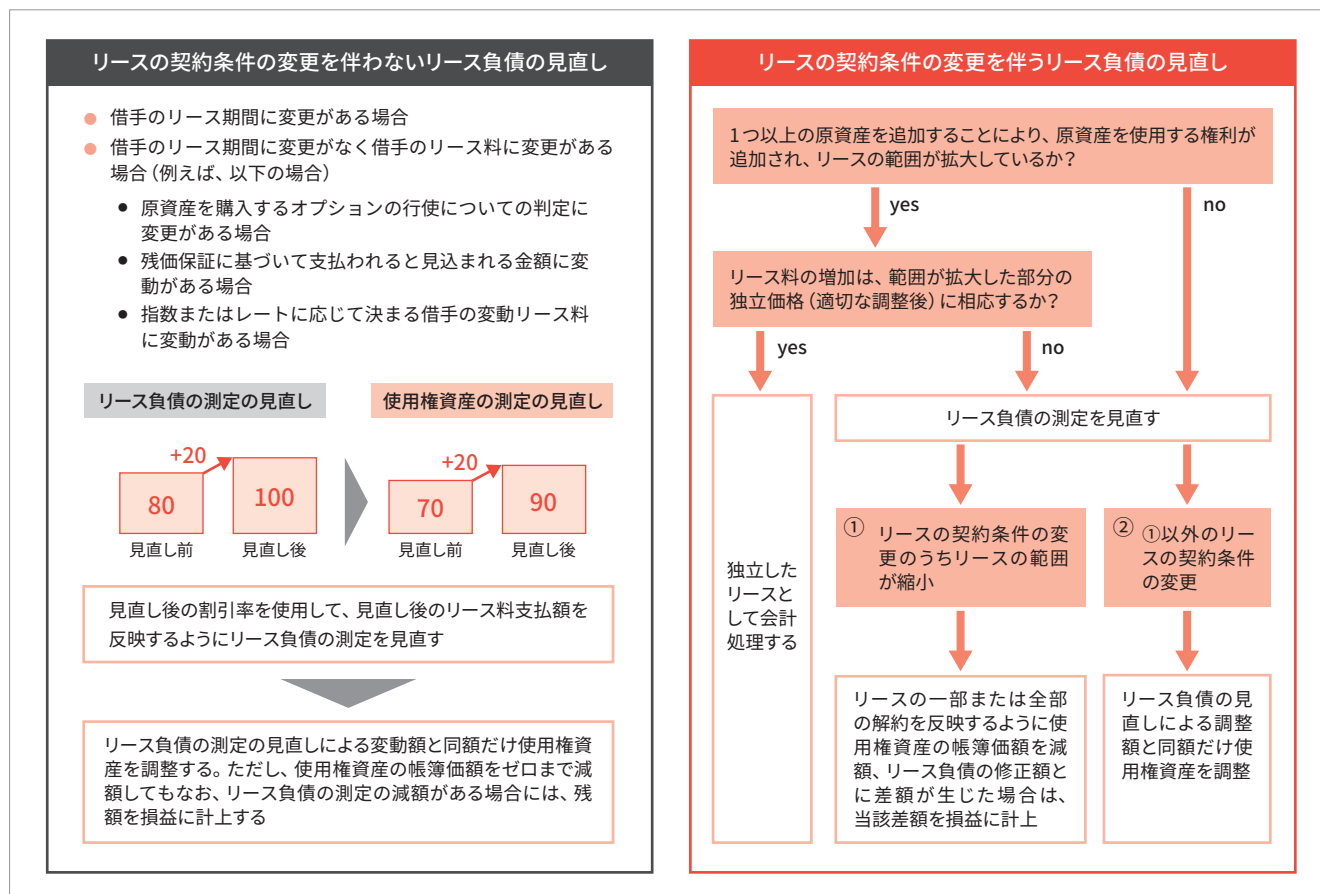 リースの契約条件の変更を伴わないリース負債の見直し
● 借手のリース期間に変更がある場合
● 借手のリース期間に変更がなく借手のリース料に変更がある
場合（例えば、以下の場合）
● 原資産を購入するオプションの行使についての判定に
変更がある場合
● 残価保証に基づいて支払われると見込まれる金額に変
動がある場合
● 指数またはレートに応じて決まる借手の変動リース料
に変動がある場合
リース負債の測定の見直し
使用権資産の測定の見直し
+20
80
100
見直し前
見直し後
+20
70
90
見直し前
見直し後
見直し後の割引率を使用して、見直し後のリース料支払額を
反映するようにリース負債の測定を見直す
リース負債の測定の見直しによる変動額と同額だけ使用権資
産を調整する。ただし、使用権資産の帳簿価額をゼロまで減
額してもなお、リース負債の測定の減額がある場合には、残
額を損益に計上する
リースの契約条件の変更を伴うリース負債の見直し
1つ以上の原資産を追加することにより、原資産を使用する権利が
追加され、リースの範囲が拡大しているか？
yes
no
リース料の増加は、範囲が拡大した部分の
独立価格（適切な調整後）に相応するか？
yes
no
独立した
リースと
して会計
処理する
リース負債の測定を見直す
① リースの契約条件の変
更のうちリースの範囲
が縮小
② ①以外のリー
スの契約条件
の変更
リースの一部または全部
の解約を反映するように使
用権資産の帳簿価額を減
額、リース負債の修正額と
に差額が生じた場合は、
当該差額を損益に計上
リース負債の見
直しによる調整
額と同額だけ使
用権資産を調整